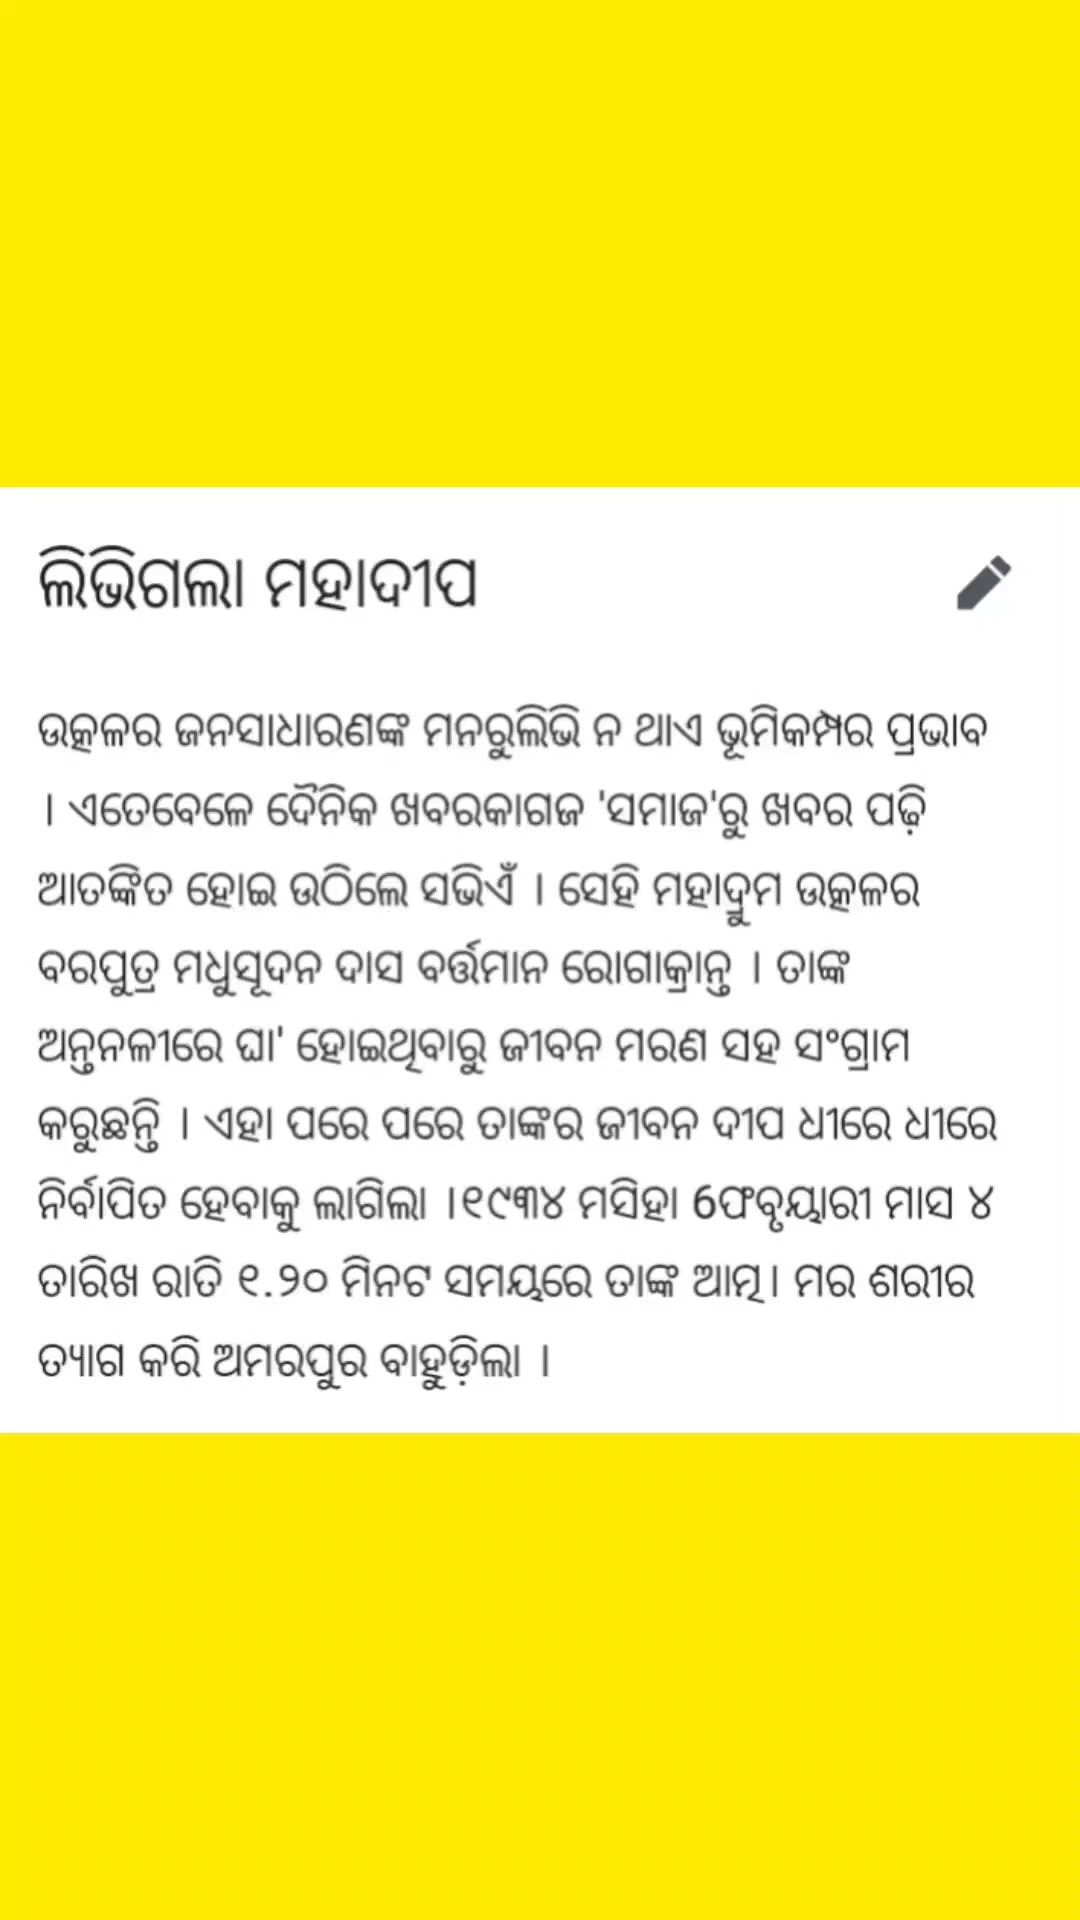 ଲିଭିଗଲା ମହାଦୀପ
ଉତ୍କଳର ଜନସାଧାରଣଙ୍କ ମନରୁଲିଭି ନ ଥାଏ ଭୂମିକମ୍ପର ପ୍ରଭାବ
। ଏତେବେଳେ ଦୈନିକ ଖବରକାଗଜ 'ସମାଜ'ରୁ ଖବର ପଢ଼ି
ଆତଙ୍କିତ ହୋଇ ଉଠିଲେ ସଭିଏଁ । ସେହି ମହାଦ୍ରୁମ ଉତ୍କଳର
ବରପୁତ୍ର ମଧୁସୂଦନ ଦାସ ବର୍ତ୍ତମାନ ରୋଗାକ୍ରାନ୍ତ । ତାଙ୍କ
ଅନ୍ତନଳୀରେ ଘା' ହୋଇଥିବାରୁ ଜୀବନ ମରଣ ସହ ସଂଗ୍ରାମ
କରୁଛନ୍ତି । ଏହା ପରେ ପରେ ତାଙ୍କର ଜୀବନ ଦୀପ ଧୀରେ ଧୀରେ
ନିର୍ବାପିତ ହେବାକୁ ଲାଗିଲା ।୧୯୩୪ ମସିହା 6ଫବୃୟାରୀ ମାସ ୪
ତାରିଖ ରାତି ୧.୨୦ ମିନଟ ସମୟରେ ତାଙ୍କ ଆତ୍ମ। ମର ଶରୀର
ତ୍ୟାଗ କରି ଅମରପୁର ବାହୁଡ଼ିଲା ।